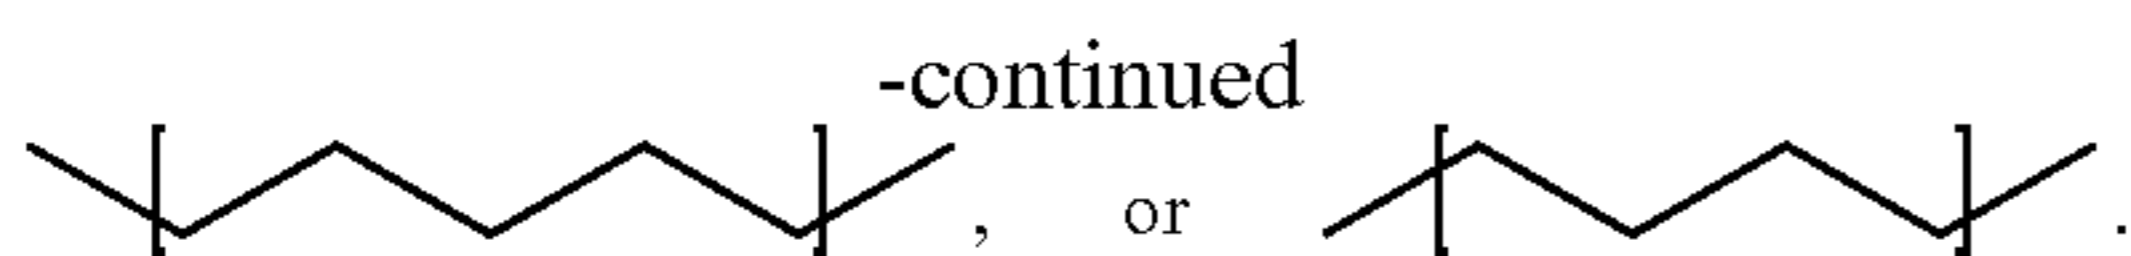 -continued
, or .